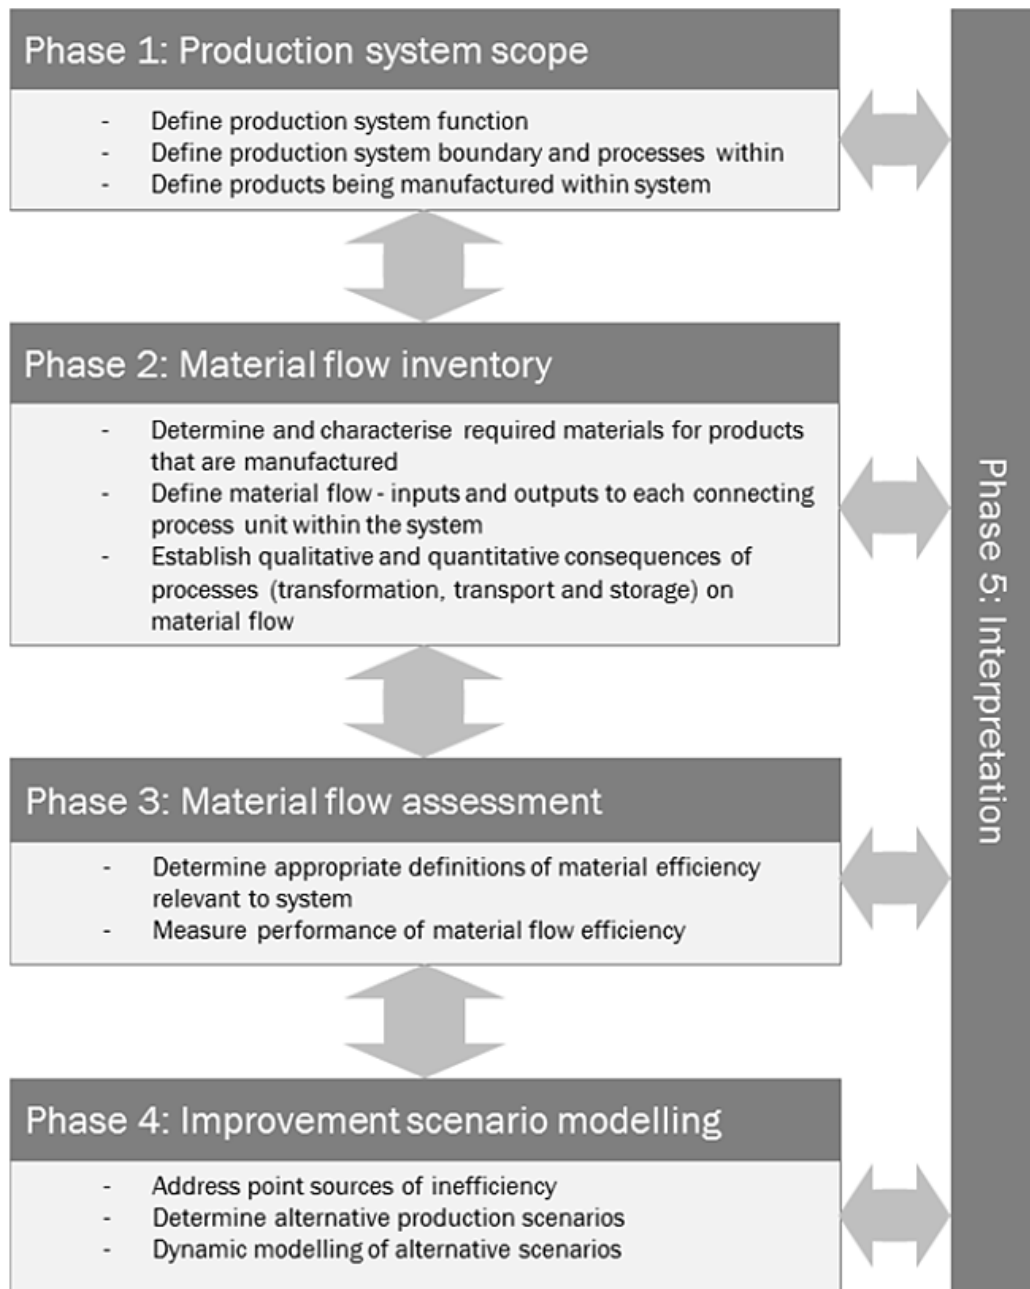 Phase 1: Production system scope
- Define production system function
- Define production system boundary and processes within
- Define products being manufactured within system
Phase 2: Material flow inventory
- Determine and characterise required materials for products
that are manufactured
- Define material flow - inputs and outputs to each connecting
process unit within the system
- Establish qualitative and quantitative consequences of
processes (transformation, transport and storage) on
material flow
Phase 3: Material flow assessment
- Determine appropriate definitions of material efficiency
relevant to system
- Measure performance of material flow efficiency
Phase 4: Improvement scenario modelling
- Address point sources of inefficiency
- Determine alternative production scenarios
- Dynamic modelling of alternative scenarios
Phase 5: Interpretation